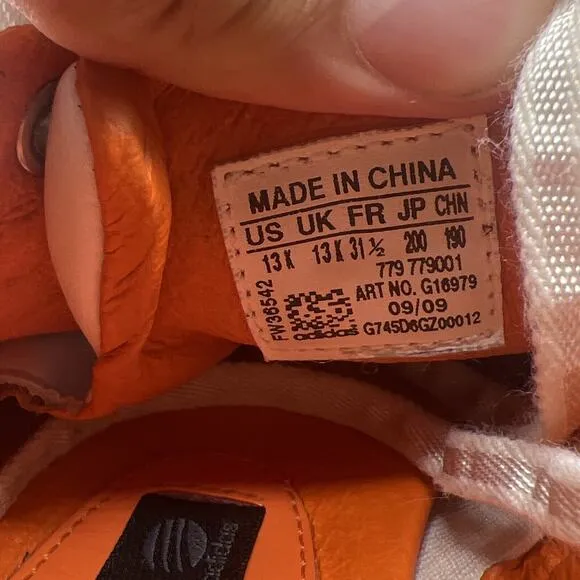 MADE IN CHINA
US UK FR JP CHN
13K 13K 31½ 200 190
779 779001
ART NO. G16979
09/09
G745D6GZ00012
FW36542
adidas
adidas